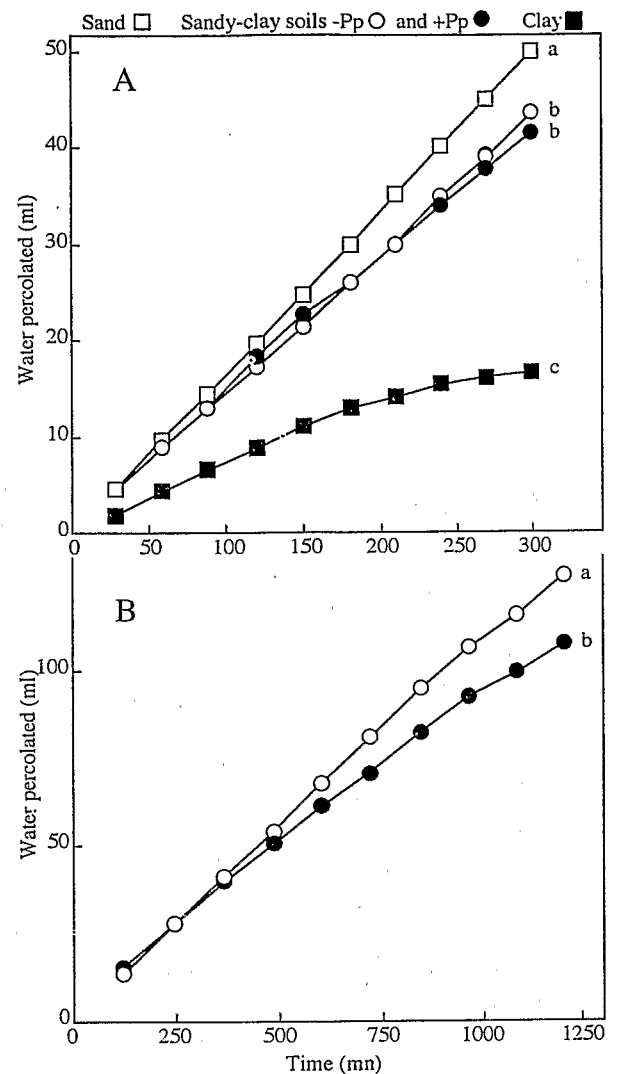 Sand □ Sandy-clay soils -Pp ○ and +Pp ● Clay ■
A
50
40
30
20
10
0
Water percolated (ml)
a
b
b
c
0 50 100 150 200 250 300
B
100
50
0
Water percolated (ml)
a
b
0 250 500 750 1000 1250
Time (mn)